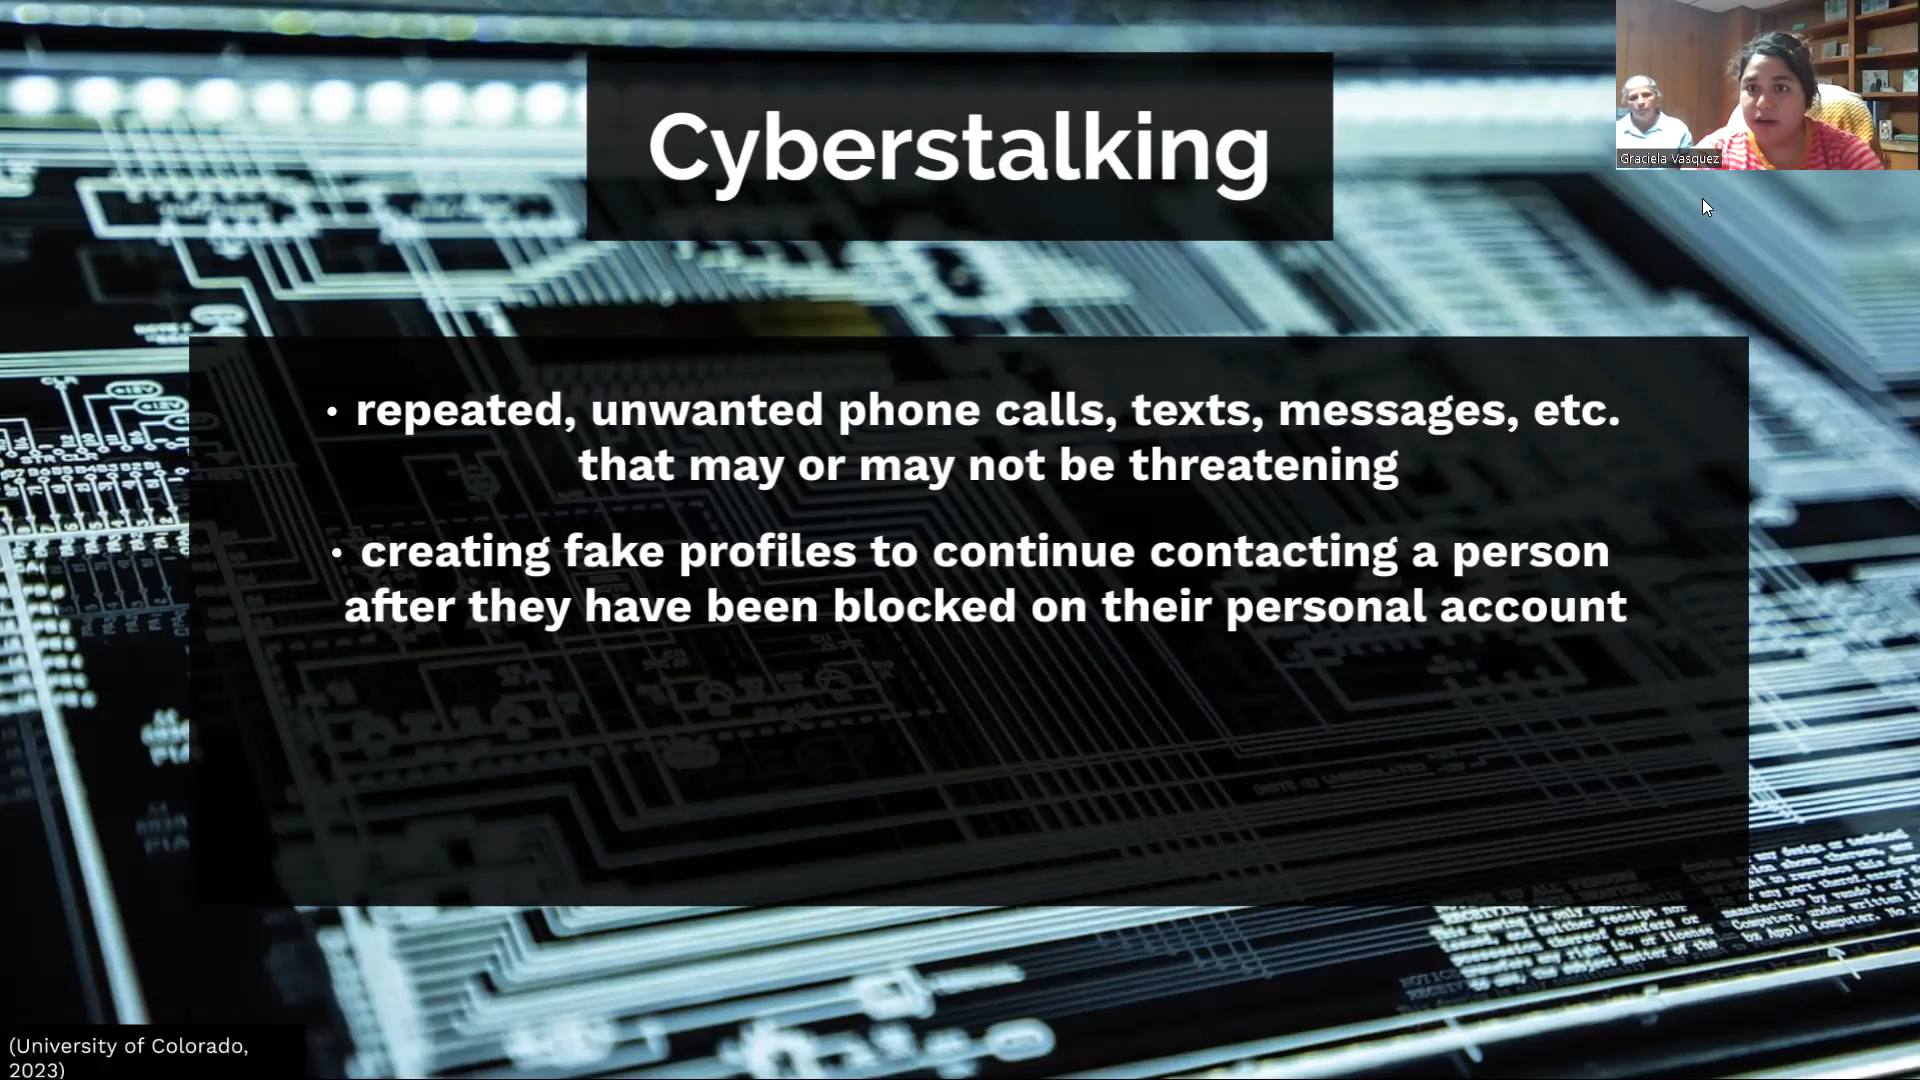 Cyberstalking
Graciela Vasquez
• repeated, unwanted phone calls, texts, messages, etc.
that may or may not be threatening
• creating fake profiles to continue contacting a person
after they have been blocked on their personal account
(University of Colorado,
2023)